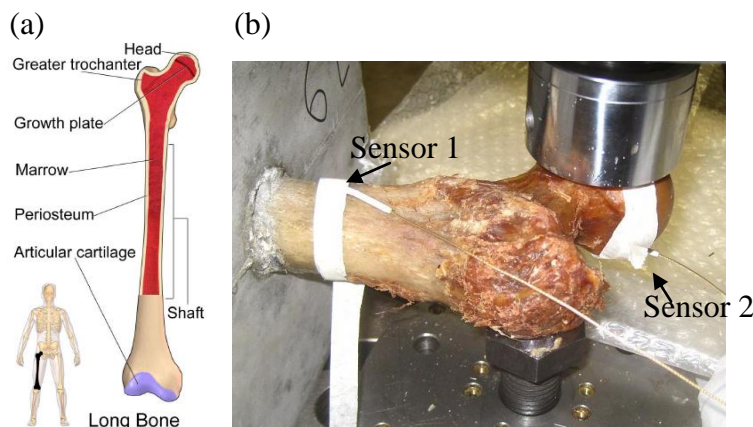 (a)
Head
Greater trochanter
Growth plate
Marrow
Periosteum
Articular cartilage
Shaft
Long Bone
(b)
Sensor 1
Sensor 2